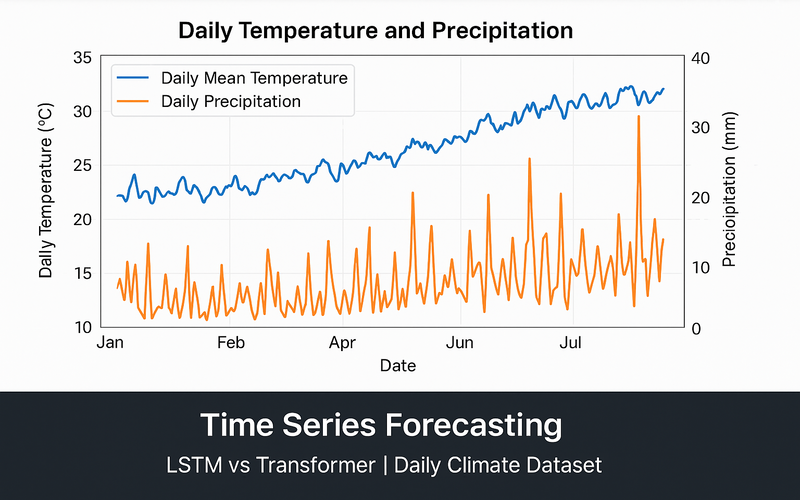 Daily Temperature and Precipitation
35
30
25
20
15
10
Daily Temperature (°C)
Daily Mean Temperature
Daily Precipitation
40
30
20
10
0
Precioipitation (mm)
Jan
Feb
Apr
Jun
Jul
Date
Time Series Forecasting
LSTM vs Transformer | Daily Climate Dataset